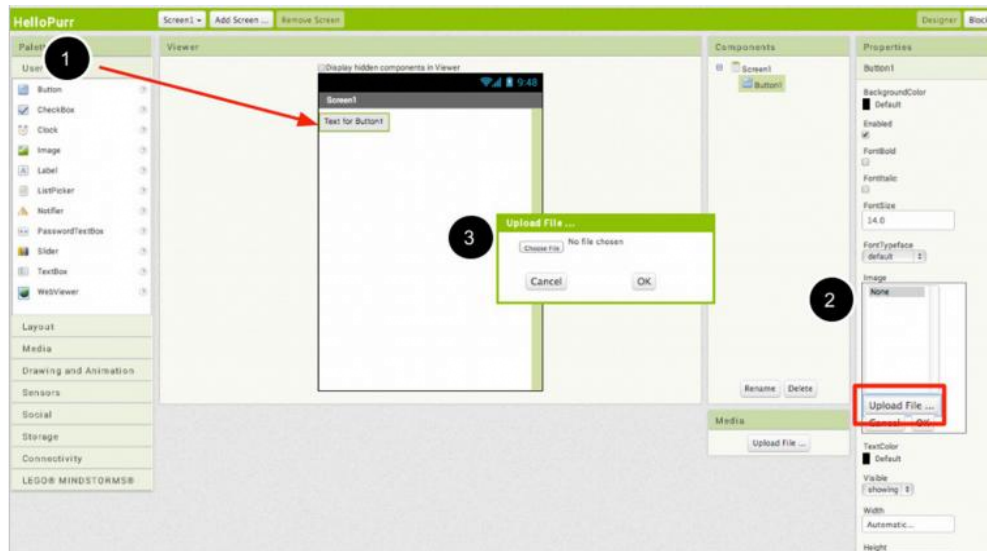 HelloPurr
Screen1
Add Screen ...
Remove Screen
Designer
1
User
Button
CheckBox
Clock
Image
Label
ListPicker
Notifier
PasswordTextBox
Slider
TextBox
WebViewer
Layout
Media
Drawing and Animation
Sensors
Social
Storage
Connectivity
LEGO® MINDSTORMS®
Viewer
Display hidden components in Viewer
9:48
Screen1
Text for Button1
3
Upload File ...
Choose File No file chosen
Cancel OK
Components
Screen1
Button1
Rename Delete
Media
Upload File ...
Properties
Button1
BackgroundColor
Default
Enabled
FontBold
FontItalic
FontSize
14.0
FontTypeface
default
Image
None
2
Upload File ...
Cancel OK
TextColor
Default
Visible
showing
Width
Automatic...
Height